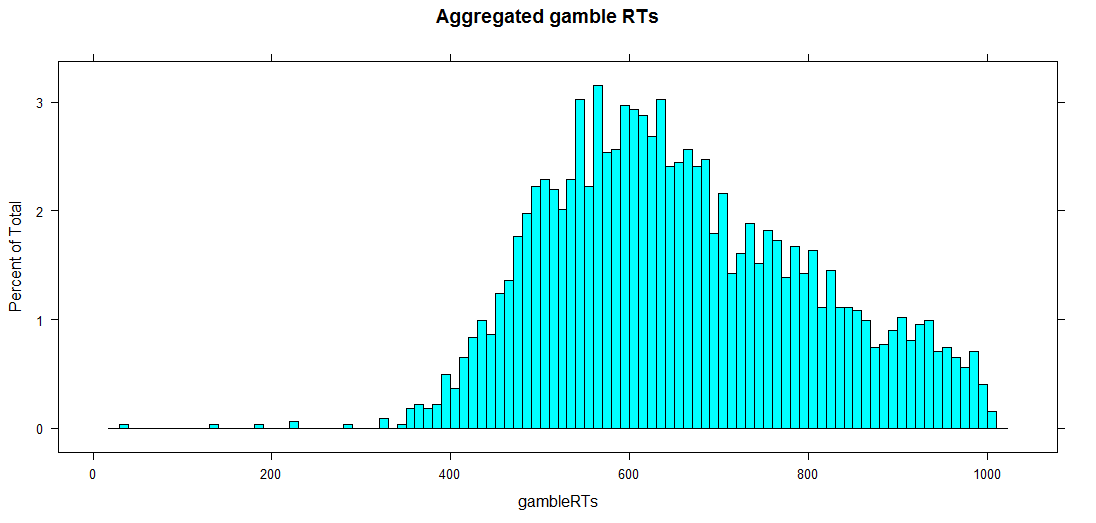 Aggregated gamble RTs
3
2
1
0
Percent of Total
0 200 400 600 800 1000
gambleRTs